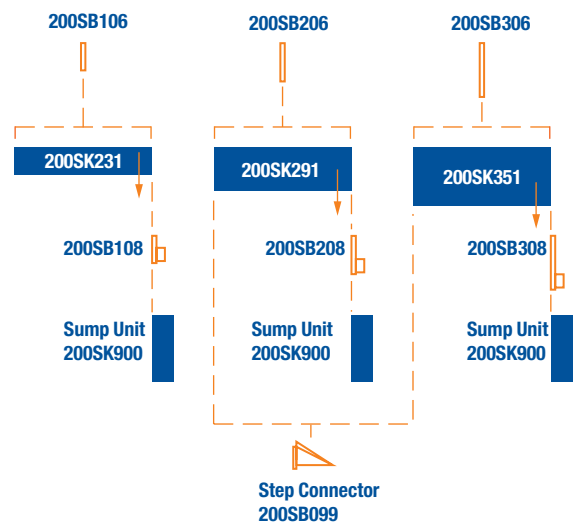 200SB106
200SB206
200SB306
200SK231
200SK291
200SK351
200SB108
200SB208
200SB308
Sump Unit
200SK900
Sump Unit
200SK900
Sump Unit
200SK900
Step Connector
200SB099